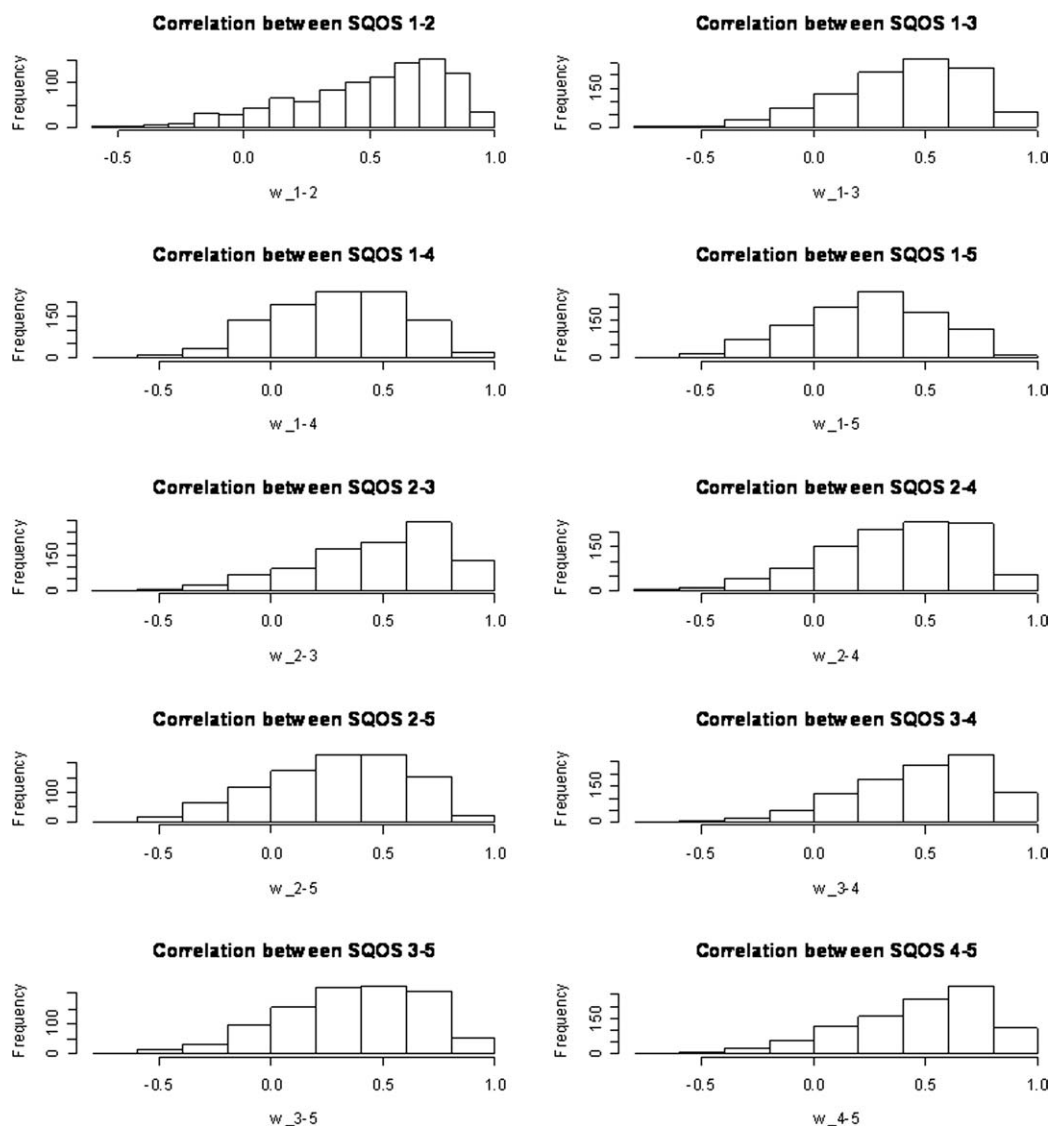 Correlation between SQOS 1-2
Frequency
0 100
-0.5 0.0 0.5 1.0
w_1-2
Correlation between SQOS 1-3
Frequency
0 150
-0.5 0.0 0.5 1.0
w_1-3
Correlation between SQOS 1-4
Frequency
0 150
-0.5 0.0 0.5 1.0
w_1-4
Correlation between SQOS 1-5
Frequency
0 150
-0.5 0.0 0.5 1.0
w_1-5
Correlation between SQOS 2-3
Frequency
0 150
-0.5 0.0 0.5 1.0
w_2-3
Correlation between SQOS 2-4
Frequency
0 150
-0.5 0.0 0.5 1.0
w_2-4
Correlation between SQOS 2-5
Frequency
0 100
-0.5 0.0 0.5 1.0
w_2-5
Correlation between SQOS 3-4
Frequency
0 150
-0.5 0.0 0.5 1.0
w_3-4
Correlation between SQOS 3-5
Frequency
0 100
-0.5 0.0 0.5 1.0
w_3-5
Correlation between SQOS 4-5
Frequency
0 150
-0.5 0.0 0.5 1.0
w_4-5